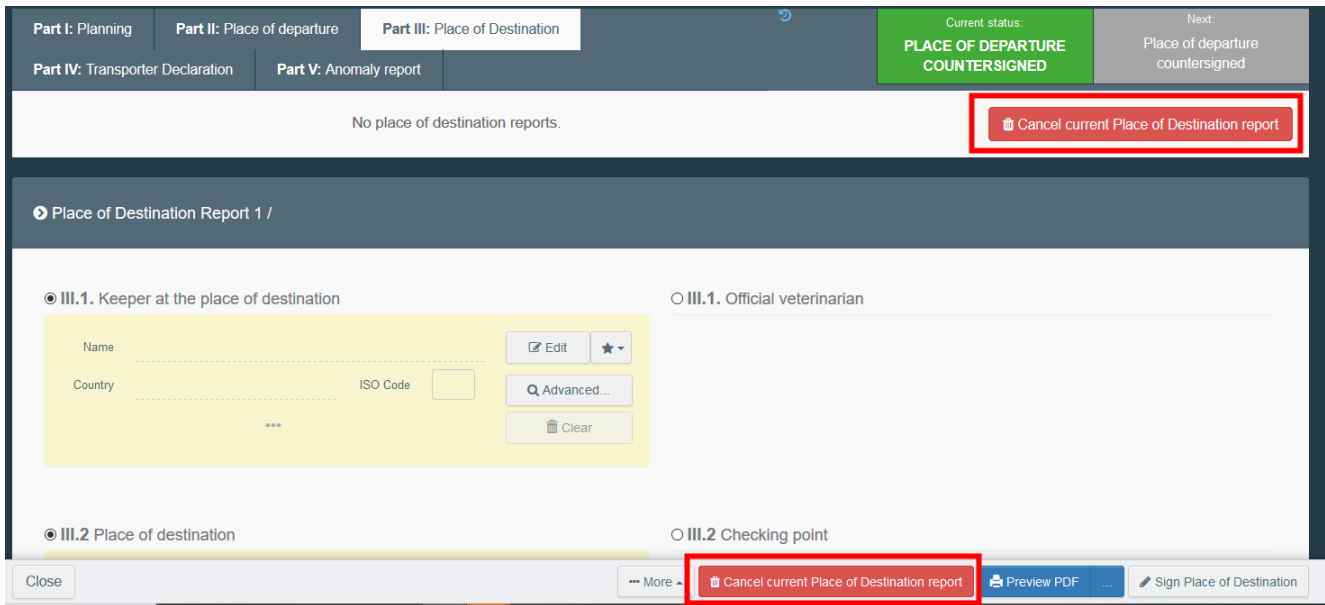 Part I: Planning
Part II: Place of departure
Part III: Place of Destination
Part IV: Transporter Declaration
Part V: Anomaly report
Current status:
PLACE OF DEPARTURE
COUNTERSIGNED
Next:
Place of departure
countersigned
No place of destination reports.
Cancel current Place of Destination report
Place of Destination Report 1 /
III.1. Keeper at the place of destination
III.1. Official veterinarian
Name
Edit
Country
ISO Code
Advanced...
Clear
III.2 Place of destination
III.2 Checking point
Close
More
Cancel current Place of Destination report
Preview PDF
...
Sign Place of Destination